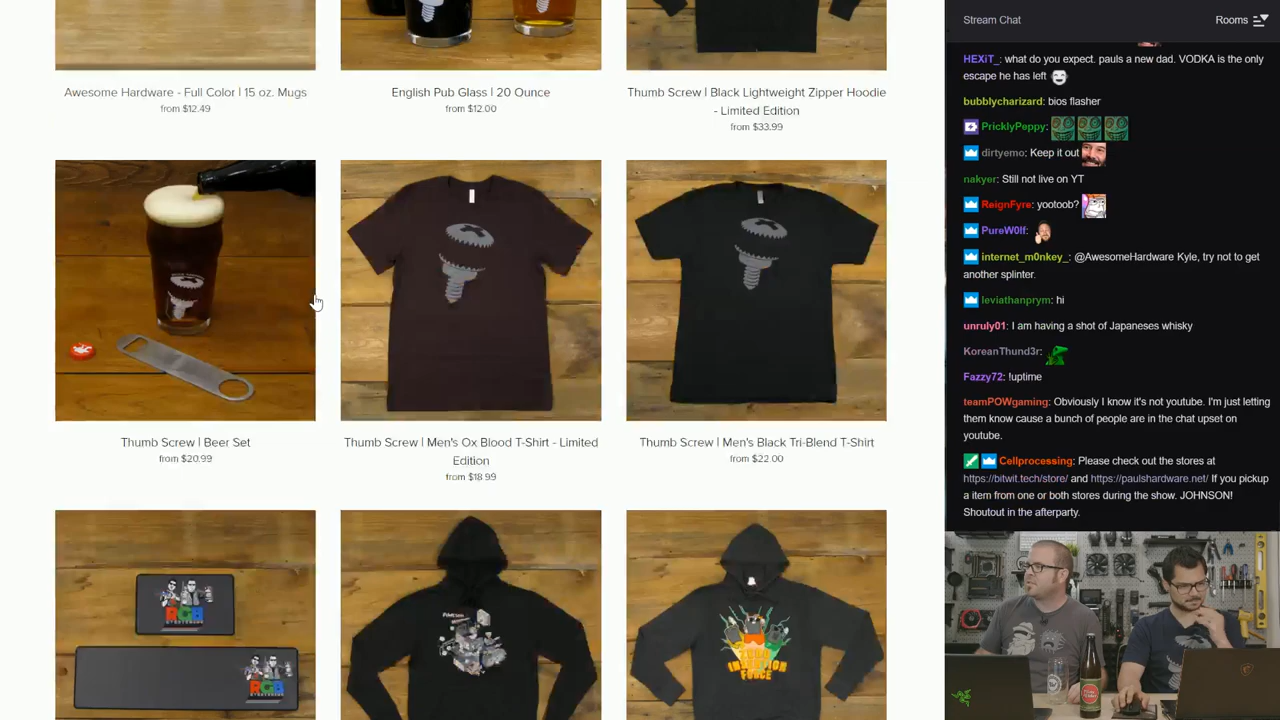 Awesome Hardware - Full Color | 15 oz. Mugs
from $12.49
English Pub Glass | 20 Ounce
from $12.00
Thumb Screw | Black Lightweight Zipper Hoodie
- Limited Edition
from $33.99
Thumb Screw | Beer Set
from $20.99
Thumb Screw | Men's Ox Blood T-Shirt - Limited
Edition
from $18.99
Thumb Screw | Men's Black Tri-Blend T-Shirt
from $22.00
RGB
RGB
ZERO
INSERTION
FORCE
Stream Chat
Rooms
HEXiT_: what do you expect. pauls a new dad. VODKA is the only
escape he has left
bubblycharizard: bios flasher
PricklyPeppy:
dirtyemo: Keep it out
nakyer: Still not live on YT
ReignFyre: yootoob?
PureW0lf:
internet_m0nkey_: @AwesomeHardware Kyle, try not to get
another splinter.
leviathanprym: hi
unruly01: I am having a shot of Japaneses whisky
KoreanThund3r:
Fazzy72: !uptime
teamPOWgaming: Obviously I know it's not youtube. I'm just letting
them know cause a bunch of people are in the chat upset on
youtube.
Cellprocessing: Please check out the stores at
https://bitwit.tech/store/ and https://paulshardware.net/ If you pickup
a item from one or both stores during the show. JOHNSON!
Shoutout in the afterparty.